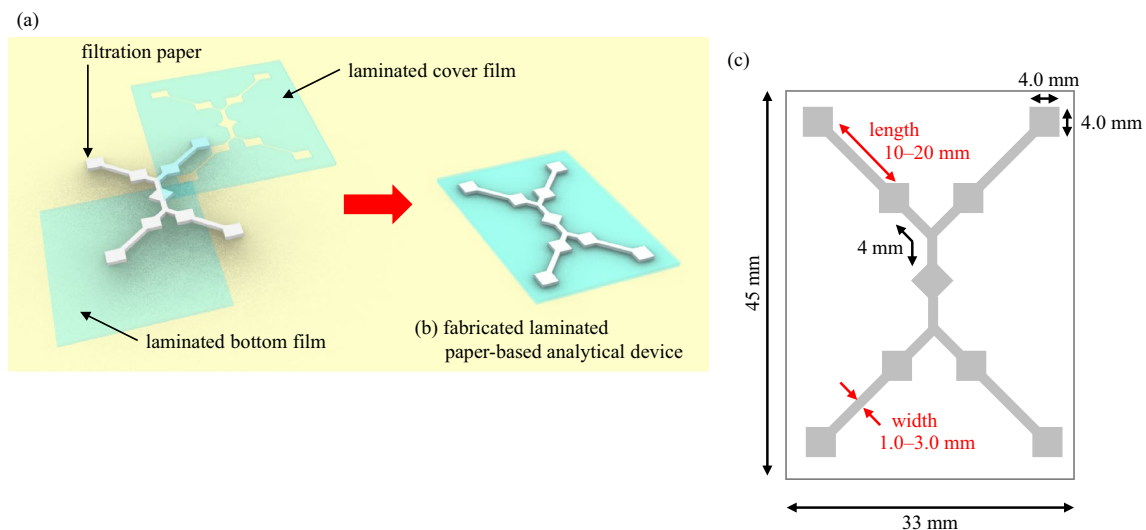 (a)
filtration paper
laminated cover film
laminated bottom film
(b) fabricated laminated
paper-based analytical device
(c)
4.0 mm
4.0 mm
length
10–20 mm
4 mm
45 mm
width
1.0–3.0 mm
33 mm